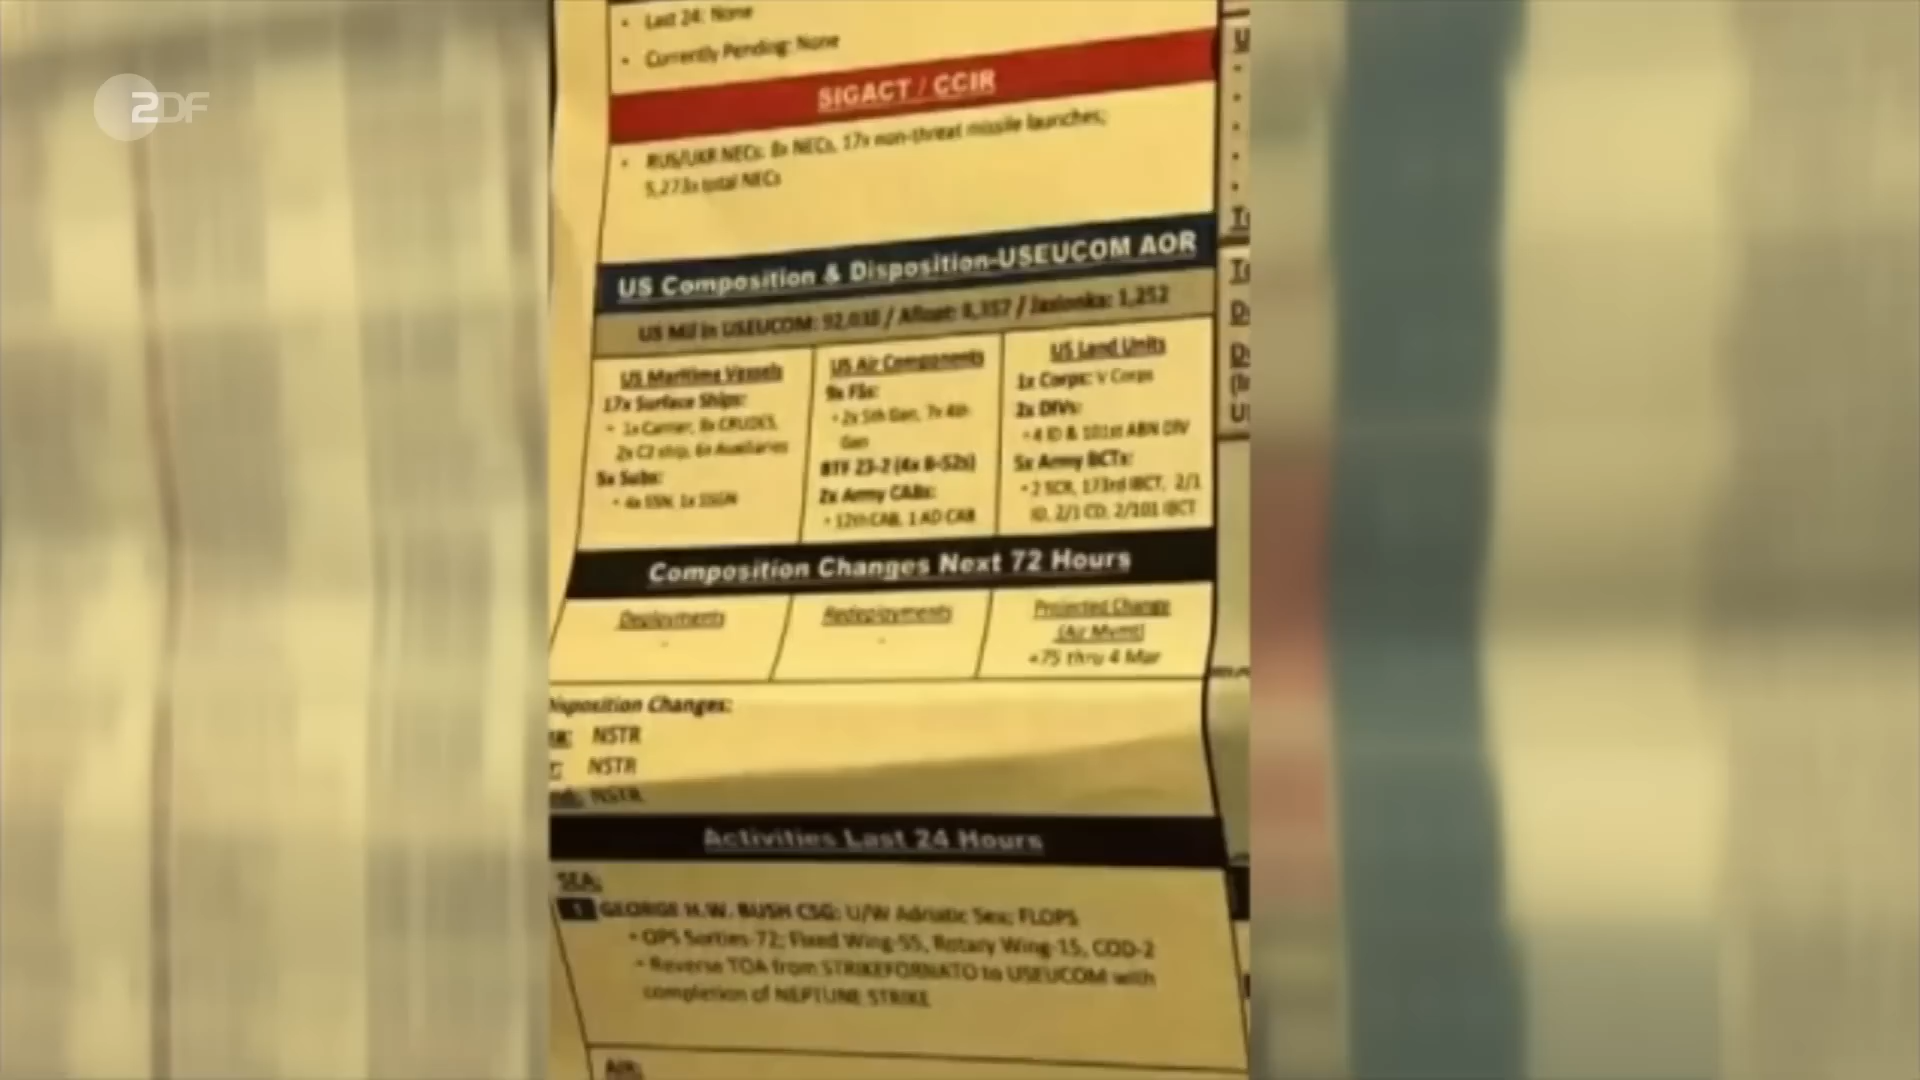 ZDF
• Last 24: None
• Currently Pending: None
SIGACT / CCIR
• RUS/UKR NECs: 8x NECs, 17x non-threat missile launches;
5,273x total NECs
US Composition & Disposition-USEUCOM AOR
US Mil in USEUCOM: 92,038 / Afloat: 8,357 / Jasionka: 1,252
US Maritime Vessels
17x Surface Ships:
• 1x Carrier, 8x CRUDES,
2x C2 ship, 6x Auxiliaries
5x Subs:
• 4x SSN, 1x SSGN
US Air Components
9x FSs:
• 2x 5th Gen, 7x 4th
Gen
BTF 23-2 (4x B-52s)
2x Army CABs:
• 12th CAB, 1 AD CAB
US Land Units
1x Corps: V Corps
2x DIVs:
• 4 ID & 101st ABN DIV
5x Army BCTs:
• 2 SCR, 173rd IBCT, 2/1
ID, 2/1 CD, 2/101 IBCT
Composition Changes Next 72 Hours
Deployments
-
Redeployments
-
Projected Change
(Air Mvmt)
+75 thru 4 Mar
Disposition Changes:
NSTR
NSTR
NSTR
Activities Last 24 Hours
SEA:
1 GEORGE H.W. BUSH CSG: U/W Adriatic Sea; FLOPS
• OPS Sorties-72; Fixed Wing-55, Rotary Wing-15, COD-2
• Reverse TOA from STRIKEFORNATO to USEUCOM with
completion of NEPTUNE STRIKE
AIR: